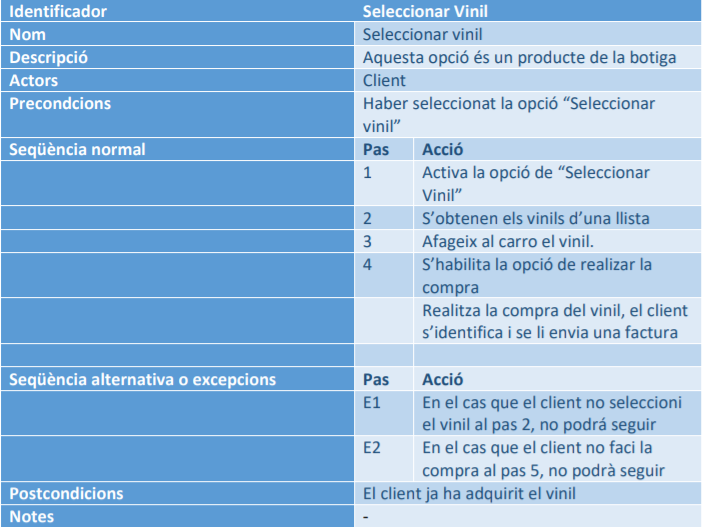 Identificador Seleccionar Vinil
Nom Seleccionar vinil
Descripció Aquesta opció és un producte de la botiga
Actors Client
Precondcions Haber seleccionat la opció “Seleccionar
vinil”
Seqüència normal Pas Acció
1 Activa la opció de “Seleccionar
Vinil”
2 S’obtenen els vinils d’una llista
3 Afageix al carro el vinil.
4 S’habilita la opció de realizar la
compra
Realitza la compra del vinil, el client
s’identifica i se li envia una factura
Seqüència alternativa o excepcions Pas Acció
E1 En el cas que el client no seleccioni
el vinil al pas 2, no podrá seguir
E2 En el cas que el client no faci la
compra al pas 5, no podrà seguir
Postcondicions El client ja ha adquirit el vinil
Notes -